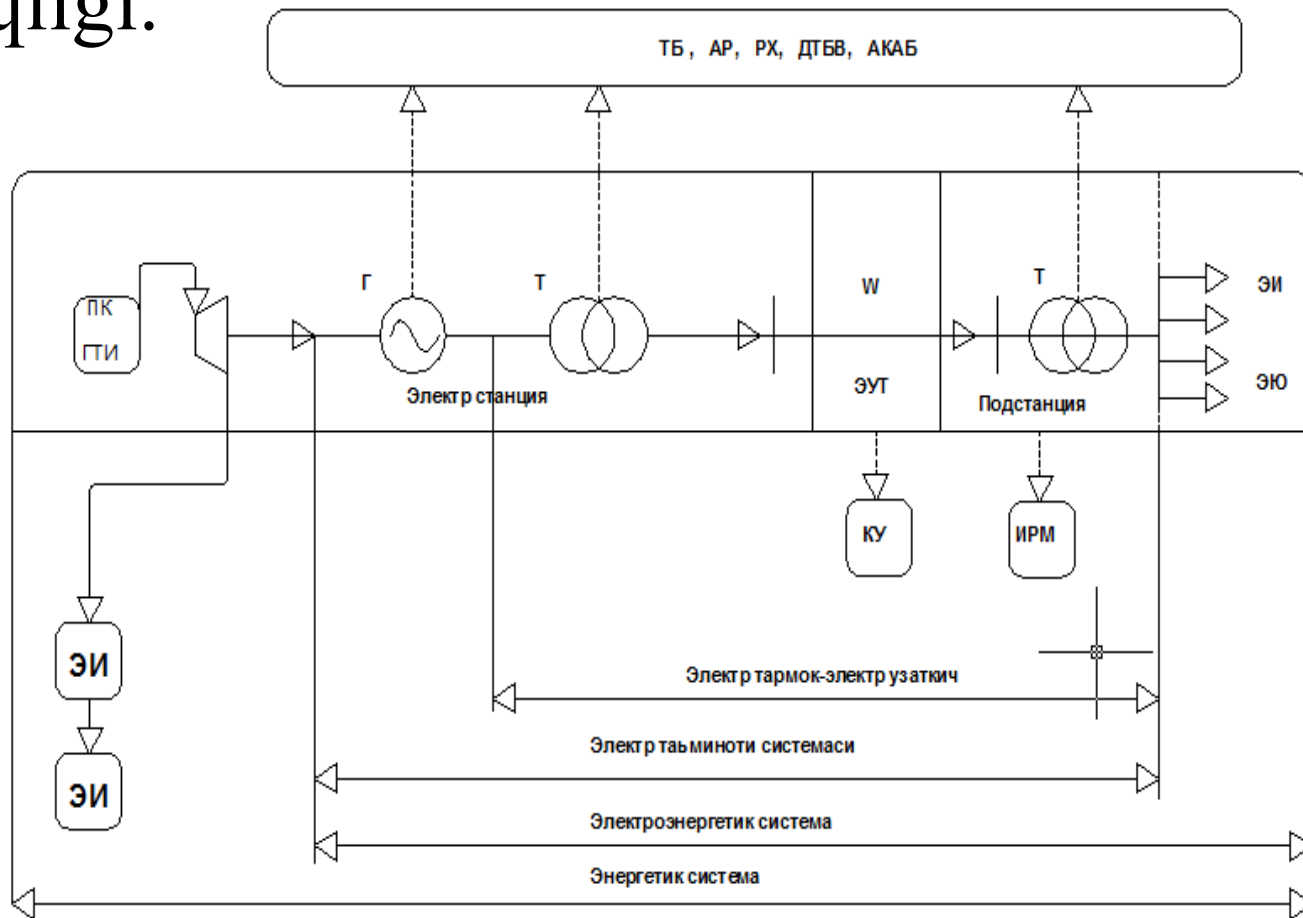 qligi.
ТБ, АР, РХ, ДТБВ, АКАБ
ПК
ГТИ
Г
Т
W
Т
ЭИ
Электр станция
ЭУТ
Подстанция
ЭЮ
КУ
ИРМ
ЭИ
Электр тармок-электр узаткич
Электр таьминоти системаси
ЭИ
Электроэнергетик система
Энергетик система